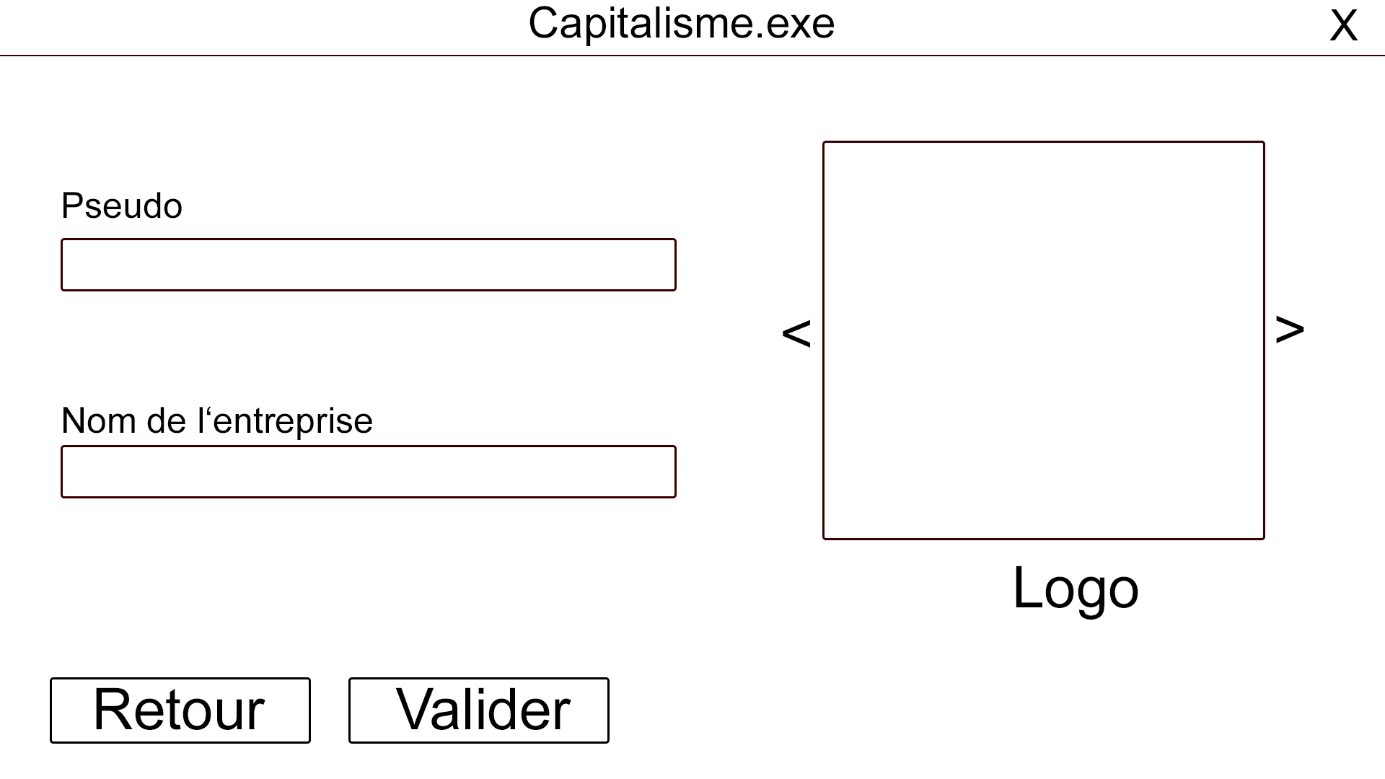 Capitalisme.exe X
Pseudo
< >
Nom de l‘entreprise
Logo
Retour Valider